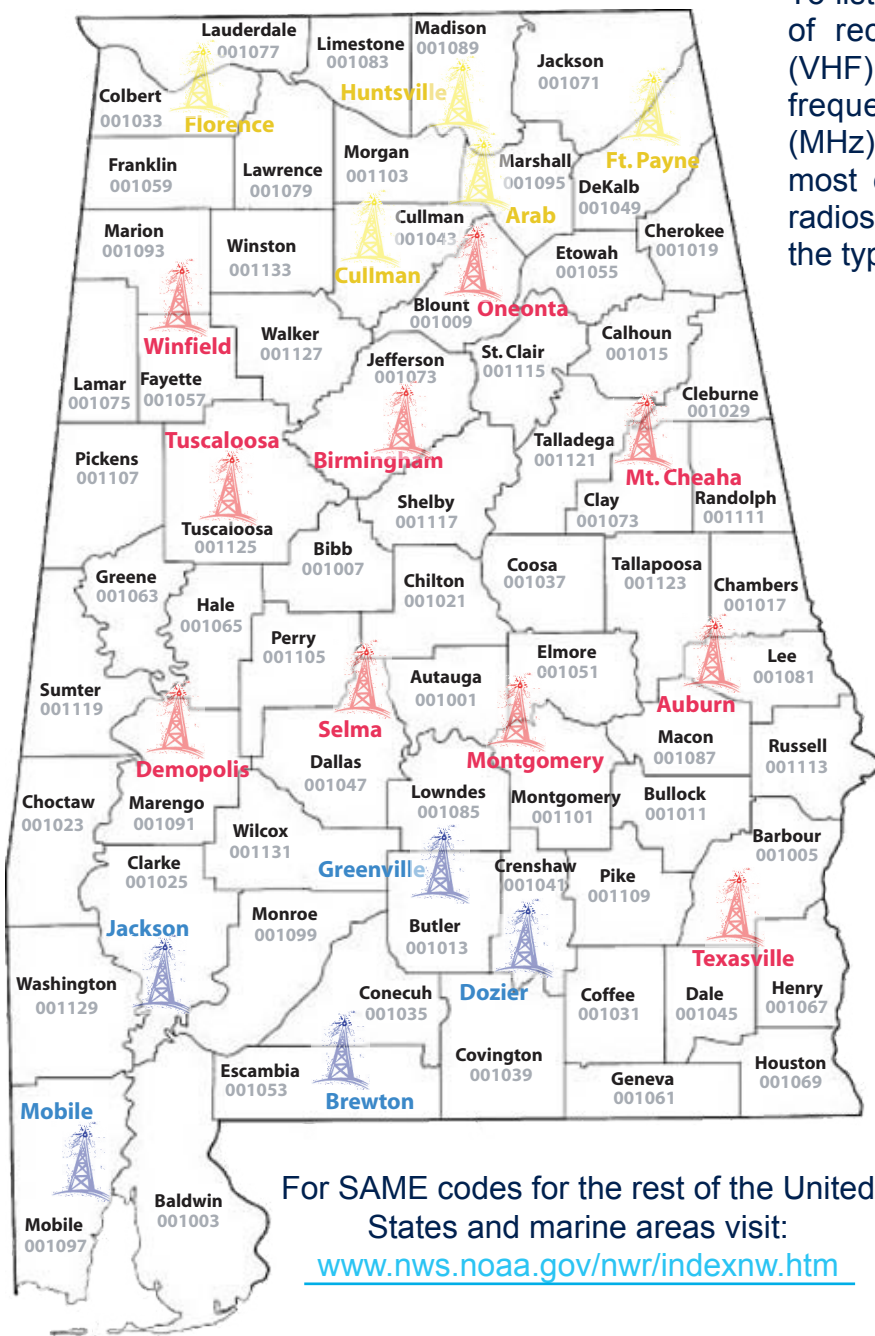 To list
of rec
(VHF)
freque
(MHz)
most
radios
the typ
Lauderdale
001077
Limestone
001083
Madison
001089
Jackson
001071
Colbert
001033
Florence
Huntsville
Franklin
001059
Lawrence
001079
Morgan
001103
Marshall
001095
Ft. Payne
DeKalb
001049
Arab
Marion
001093
Winston
001133
Cullman
001043
Cullman
Etowah
001055
Cherokee
001019
Blount
001009
Oneonta
Winfield
Walker
001127
Jefferson
001073
St. Clair
001115
Calhoun
001015
Lamar
001075
Fayette
001057
Cleburne
001029
Tuscaloosa
Birmingham
Talladega
001121
Mt. Cheaha
Pickens
001107
Tuscaloosa
001125
Shelby
001117
Clay
001073
Randolph
001111
Bibb
001007
Greene
001063
Hale
001065
Chilton
001021
Coosa
001037
Tallapoosa
001123
Chambers
001017
Perry
001105
Elmore
001051
Lee
001081
Sumter
001119
Autauga
001001
Auburn
Selma
Demopolis
Dallas
001047
Montgomery
Macon
001087
Russell
001113
Choctaw
001023
Marengo
001091
Lowndes
001085
Montgomery
001101
Bullock
001011
Wilcox
001131
Barbour
001005
Clarke
001025
Greenville
Crenshaw
001041
Pike
001109
Jackson
Monroe
001099
Butler
001013
Texasville
Washington
001129
Conecuh
001035
Dozier
Coffee
001031
Dale
001045
Henry
001067
Escambia
001053
Brewton
Covington
001039
Geneva
001061
Houston
001069
Mobile
Mobile
001097
Baldwin
001003
For SAME codes for the rest of the United
States and marine areas visit:
www.nws.noaa.gov/nwr/indexnw.htm